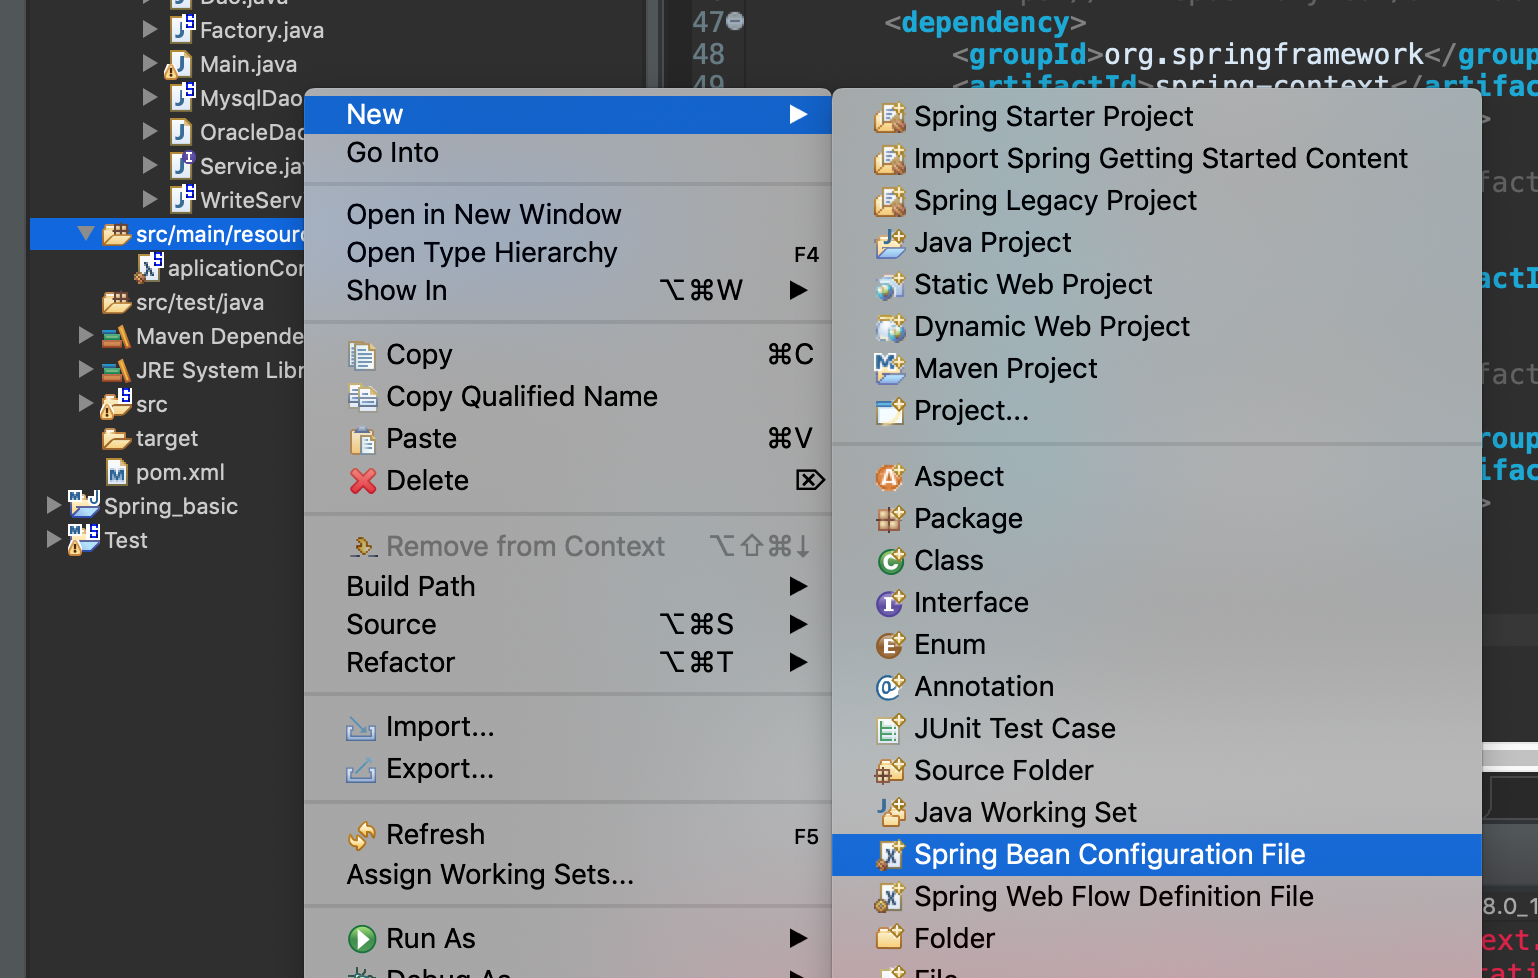 Dao.java
Factory.java
Main.java
MysqlDao
OracleDao
Service.jav
WriteServ
src/main/resourc
aplicationCon
src/test/java
Maven Depende
JRE System Libr
src
target
pom.xml
Spring_basic
Test
47 <dependency>
48 <groupId>org.springframework</group
49 <artifactId>spring-context</artifac
>
fact
actI
fact
roup
ifac
>
New
Go Into
Open in New Window
Open Type Hierarchy F4
Show In ⌥⌘W
Copy ⌘C
Copy Qualified Name
Paste ⌘V
Delete ⌦
Remove from Context ⌥⇧⌘↓
Build Path
Source ⌥⌘S
Refactor ⌥⌘T
Import...
Export...
Refresh F5
Assign Working Sets...
Run As
Debug As
Spring Starter Project
Import Spring Getting Started Content
Spring Legacy Project
Java Project
Static Web Project
Dynamic Web Project
Maven Project
Project...
Aspect
Package
Class
Interface
Enum
Annotation
JUnit Test Case
Source Folder
Java Working Set
Spring Bean Configuration File
Spring Web Flow Definition File
Folder
File
8.0_1
ext.
rati